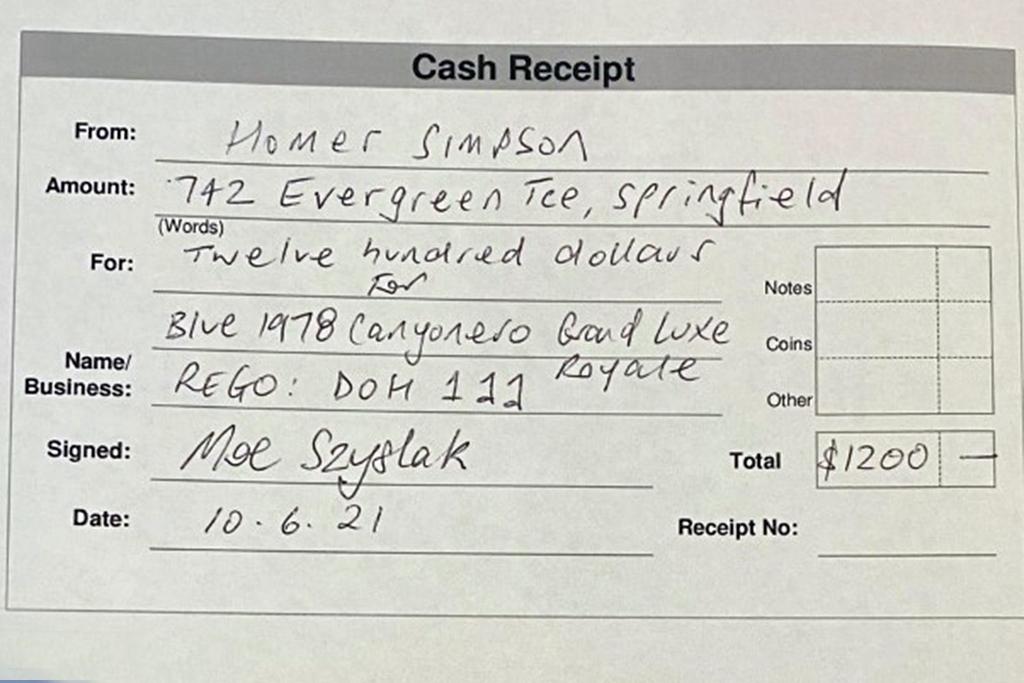 Cash Receipt
From: Homer Simpson
Amount: 742 Evergreen Tce, Springfield
(Words)
For: Twelve hundred dollars
For
Notes
Blue 1978 Canyonero Grand Luxe
Coins
Royale
Name/
Business: REGO: DOH 111
Other
Signed: Moe Szyslak
Total $1200 —
Date: 10.6.21
Receipt No: